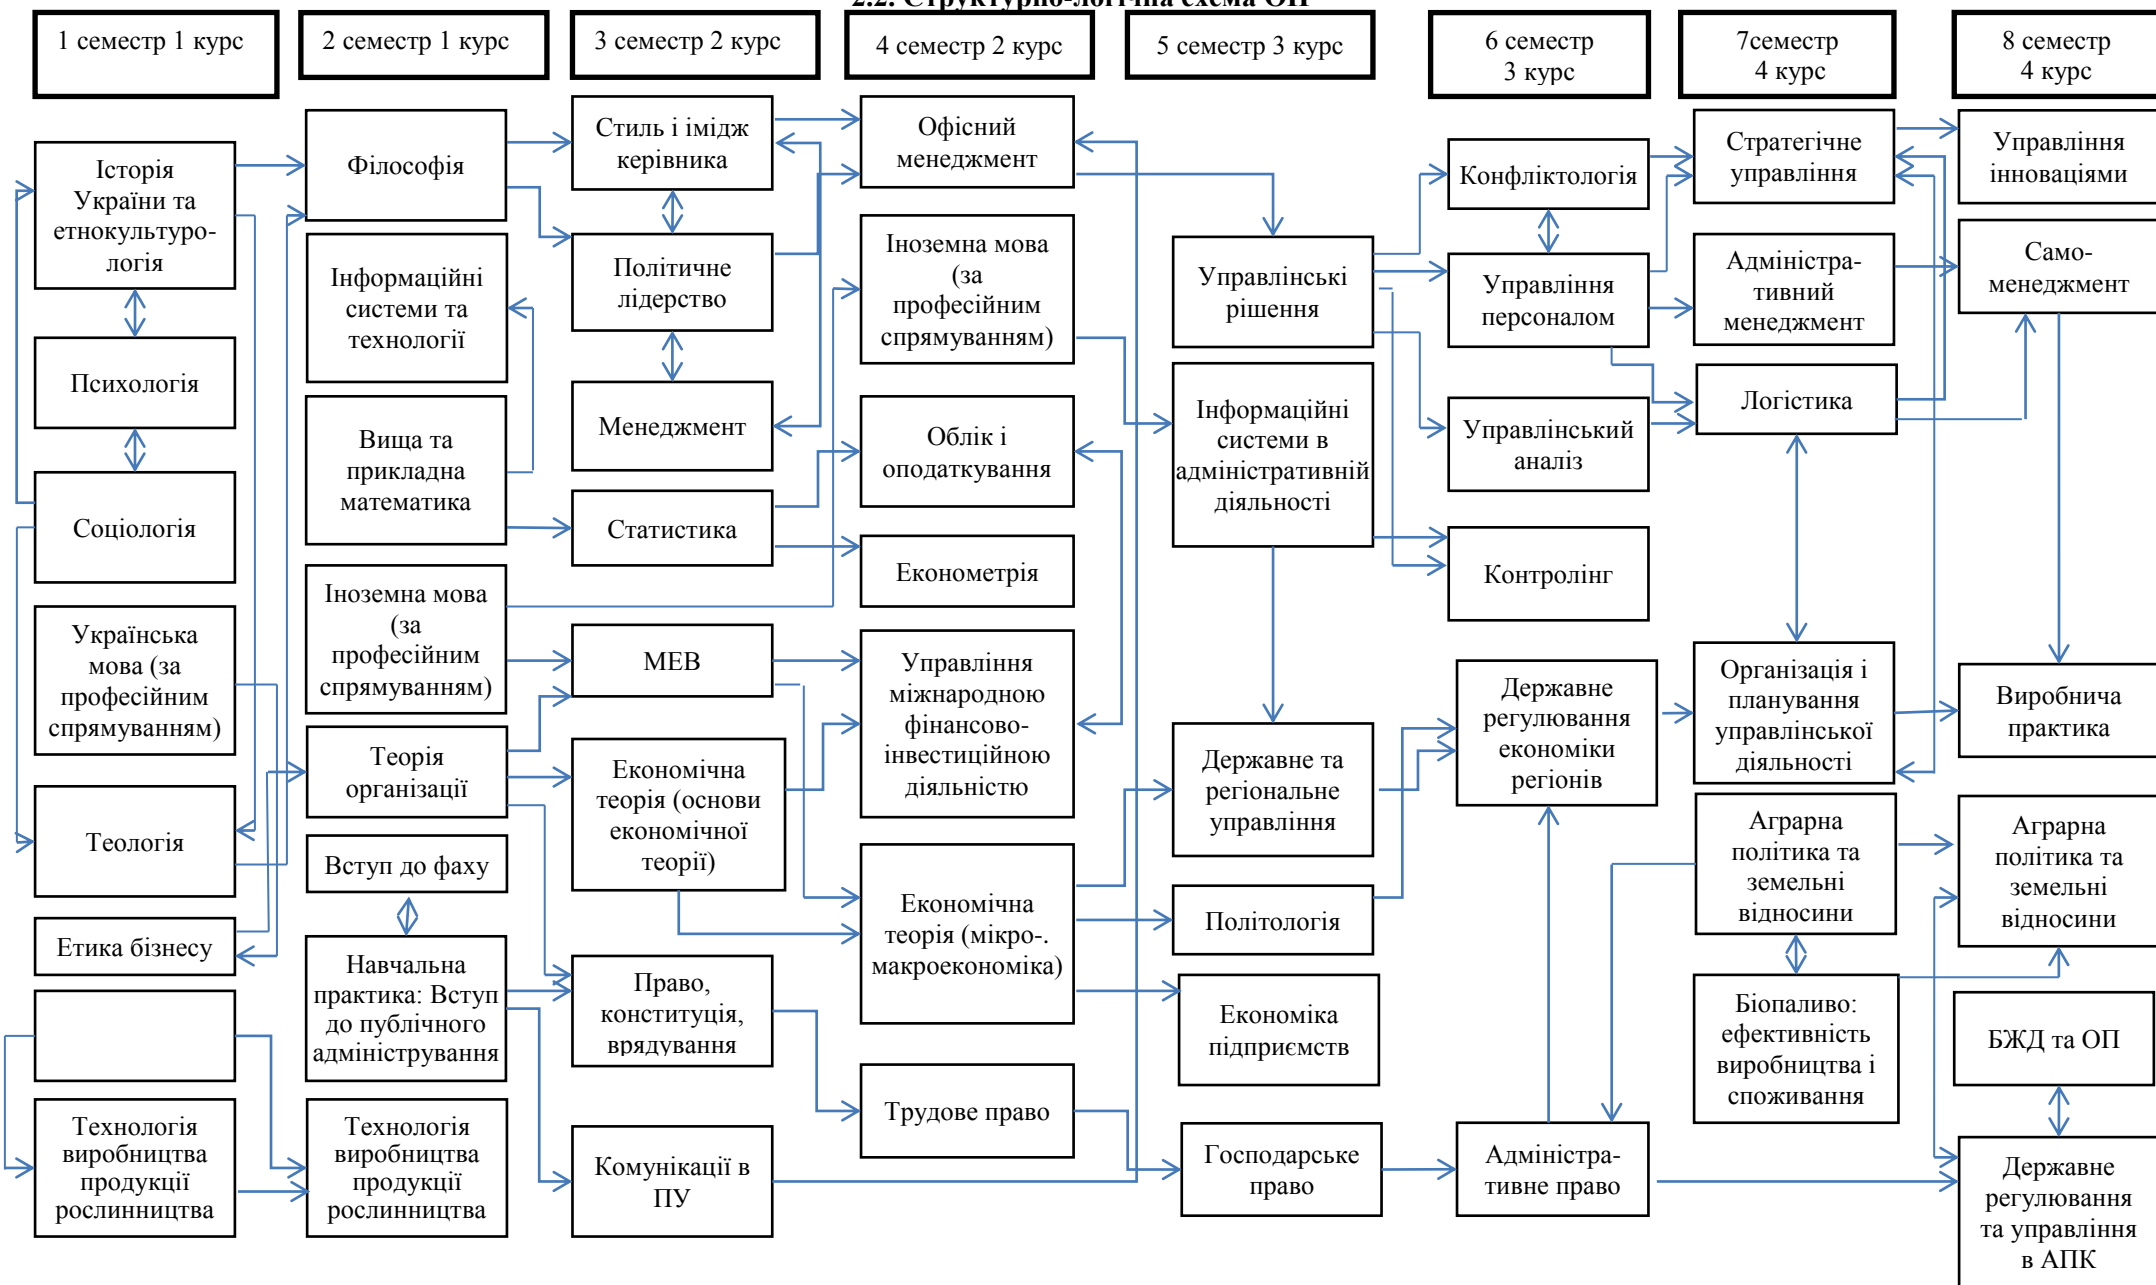 2.2. Структурно-логічна схема ОП
1 семестр 1 курс
2 семестр 1 курс
3 семестр 2 курс
4 семестр 2 курс
5 семестр 3 курс
6 семестр
3 курс
7семестр
4 курс
8 семестр
4 курс
Історія
України та
етнокультуро-
логія
Психологія
Соціологія
Українська
мова (за
професійним
спрямуванням)
Теологія
Етика бізнесу
Технологія
виробництва
продукції
рослинництва
Філософія
Інформаційні
системи та
технології
Вища та
прикладна
математика
Іноземна мова
(за
професійним
спрямуванням)
Теорія
організації
Вступ до фаху
Навчальна
практика: Вступ
до публічного
адміністрування
Технологія
виробництва
продукції
рослинництва
Стиль і імідж
керівника
Політичне
лідерство
Менеджмент
Статистика
МЕВ
Економічна
теорія (основи
економічної
теорії)
Право,
конституція,
врядування
Комунікації в
ПУ
Офісний
менеджмент
Іноземна мова
(за
професійним
спрямуванням)
Облік і
оподаткування
Економетрія
Управління
міжнародною
фінансово-
інвестиційною
діяльністю
Економічна
теорія (мікро-.
макроекономіка)
Трудове право
Управлінські
рішення
Інформаційні
системи в
адміністративній
діяльності
Державне та
регіональне
управління
Політологія
Економіка
підприємств
Господарське
право
Конфліктологія
Управління
персоналом
Управлінський
аналіз
Контролінг
Державне
регулювання
економіки
регіонів
Адміністра-
тивне право
Стратегічне
управління
Адміністра-
тивний
менеджмент
Логістика
Організація і
планування
управлінської
діяльності
Аграрна
політика та
земельні
відносини
Біопаливо:
ефективність
виробництва і
споживання
Управління
інноваціями
Само-
менеджмент
Виробнича
практика
Аграрна
політика та
земельні
відносини
БЖД та ОП
Державне
регулювання
та управління
в АПК